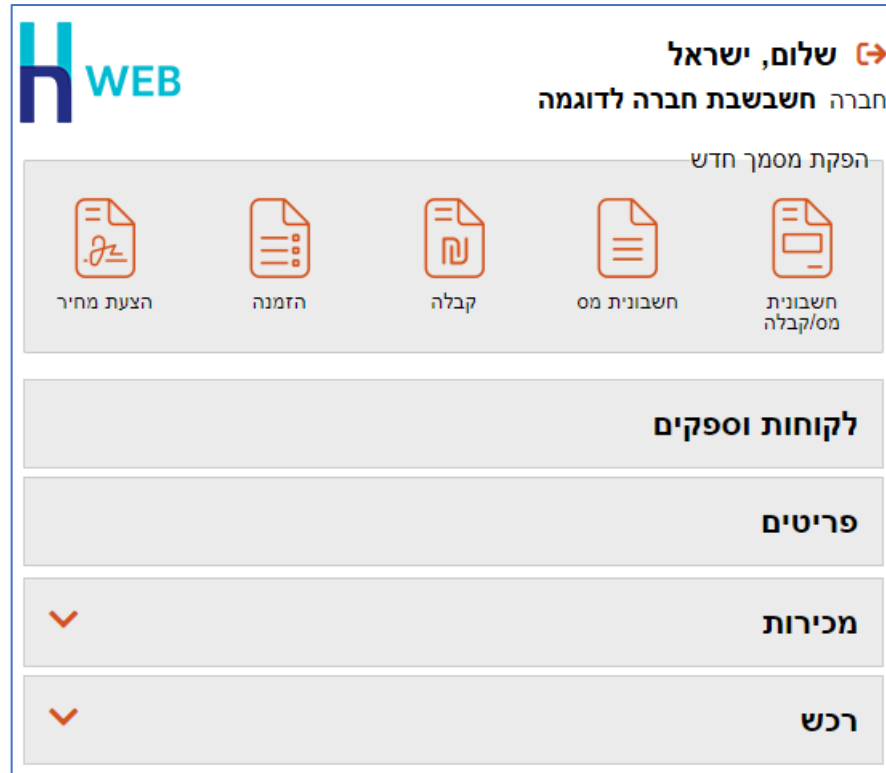 WEB
שלום, ישראל
חברה חשבשבת חברה לדוגמה
הפקת מסמך חדש
חשבונית
מס/קבלה
חשבונית מס
קבלה
הזמנה
הצעת מחיר
לקוחות וספקים
פריטים
מכירות
רכש